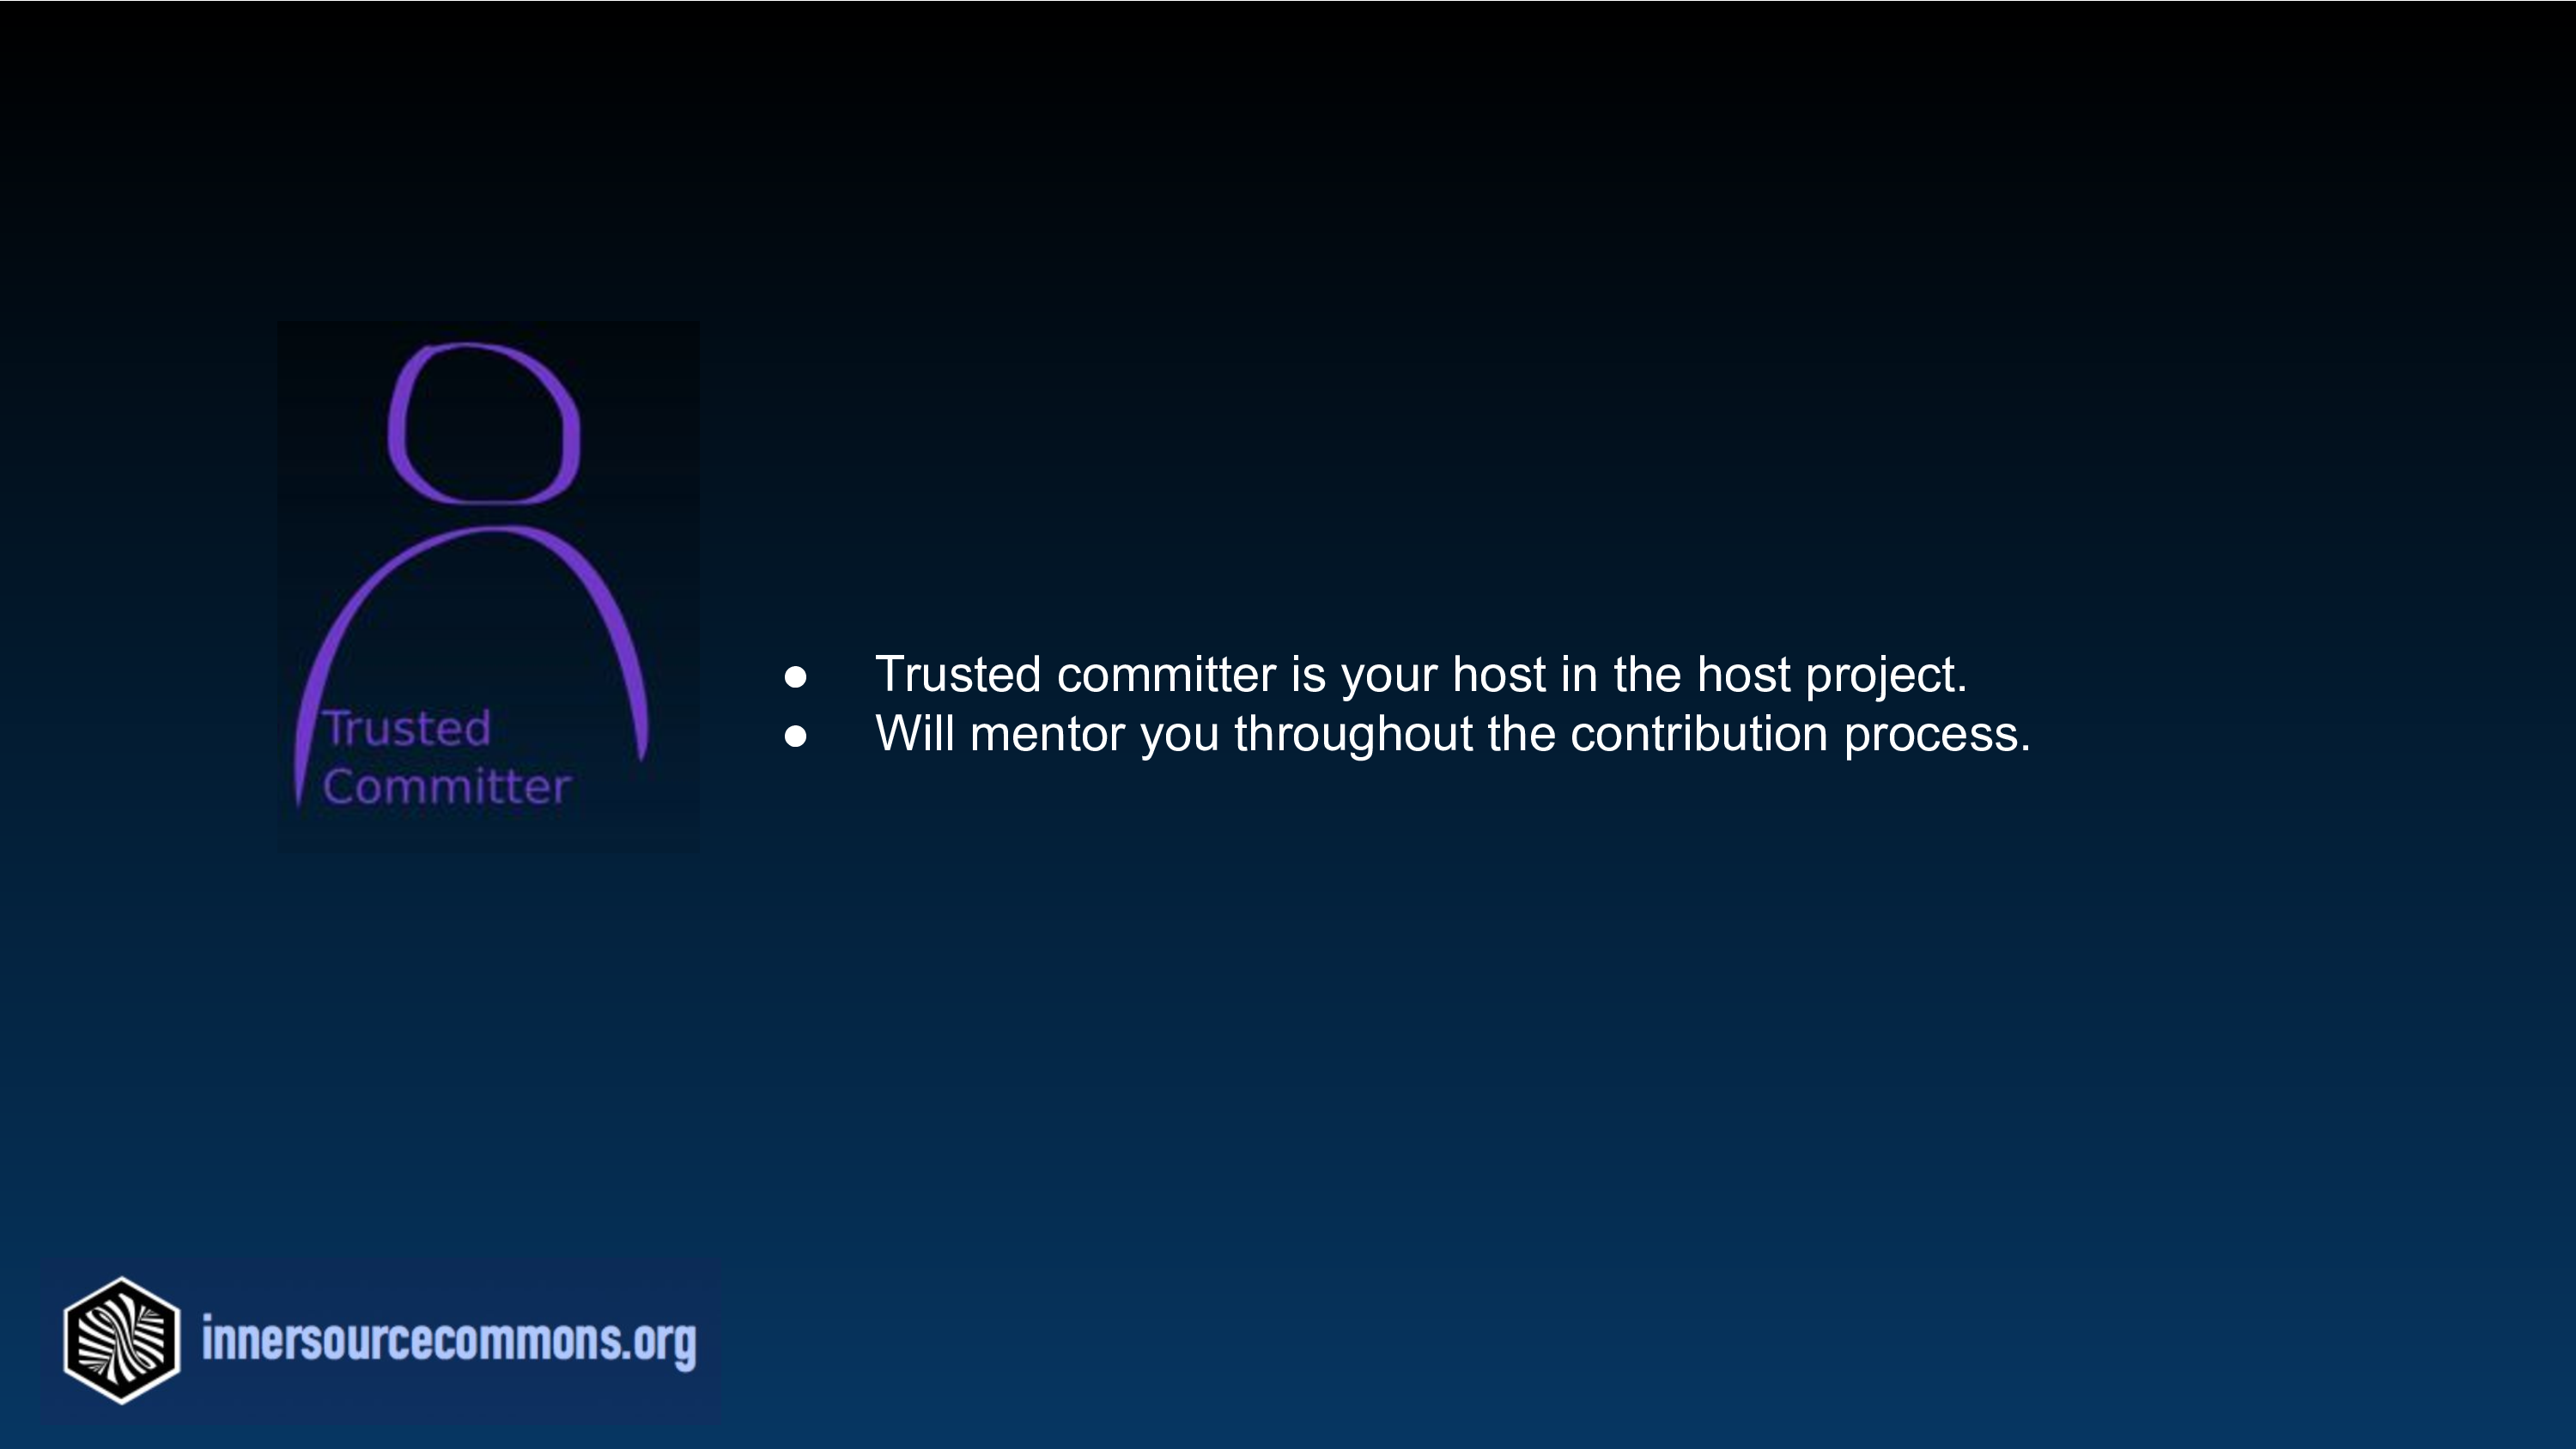 Trusted
Committer
● Trusted committer is your host in the host project.
● Will mentor you throughout the contribution process.
innersourcecommons.org